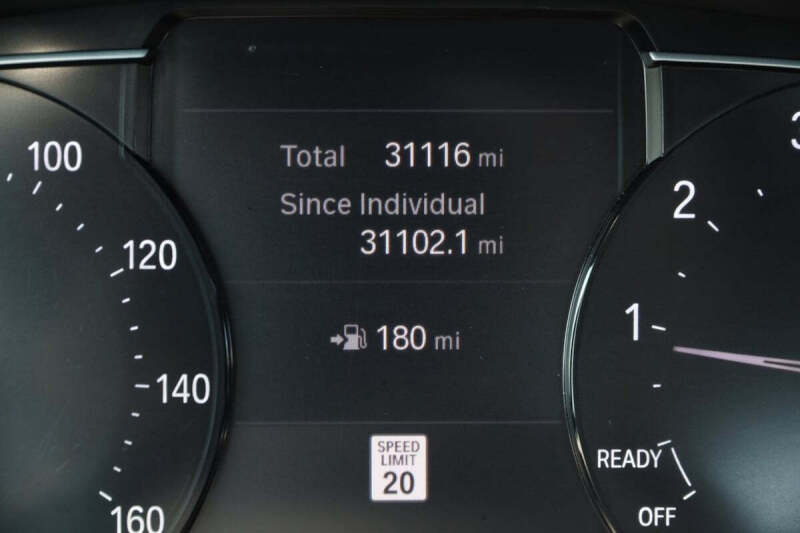 Total 31116 mi
Since Individual
31102.1 mi
180 mi
SPEED
LIMIT
20
100
120
140
160
2
1
READY
OFF